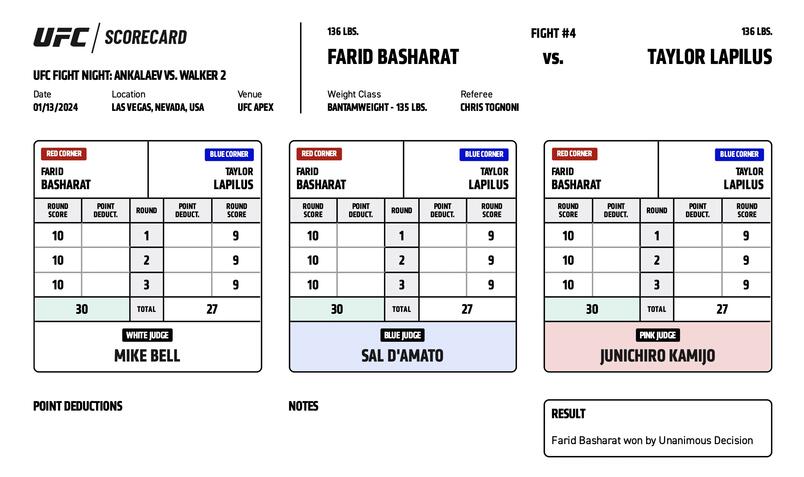 UFC / SCORECARD
UFC FIGHT NIGHT: ANKALAEV VS. WALKER 2
Date Location Venue
01/13/2024 LAS VEGAS, NEVADA, USA UFC APEX
136 LBS. FIGHT #4 136 LBS.
FARID BASHARAT VS. TAYLOR LAPILUS
Weight Class Referee
BANTAMWEIGHT - 135 LBS. CHRIS TOGNONI
RED CORNER BLUE CORNER
FARID TAYLOR
BASHARAT LAPILUS
ROUND SCORE POINT DEDUCT. ROUND POINT DEDUCT. ROUND SCORE
10 1 9
10 2 9
10 3 9
30 TOTAL 27
WHITE JUDGE
MIKE BELL
RED CORNER BLUE CORNER
FARID TAYLOR
BASHARAT LAPILUS
ROUND SCORE POINT DEDUCT. ROUND POINT DEDUCT. ROUND SCORE
10 1 9
10 2 9
10 3 9
30 TOTAL 27
BLUE JUDGE
SAL D'AMATO
RED CORNER BLUE CORNER
FARID TAYLOR
BASHARAT LAPILUS
ROUND SCORE POINT DEDUCT. ROUND POINT DEDUCT. ROUND SCORE
10 1 9
10 2 9
10 3 9
30 TOTAL 27
PINK JUDGE
JUNICHIRO KAMIJO
POINT DEDUCTIONS
NOTES
RESULT
Farid Basharat won by Unanimous Decision